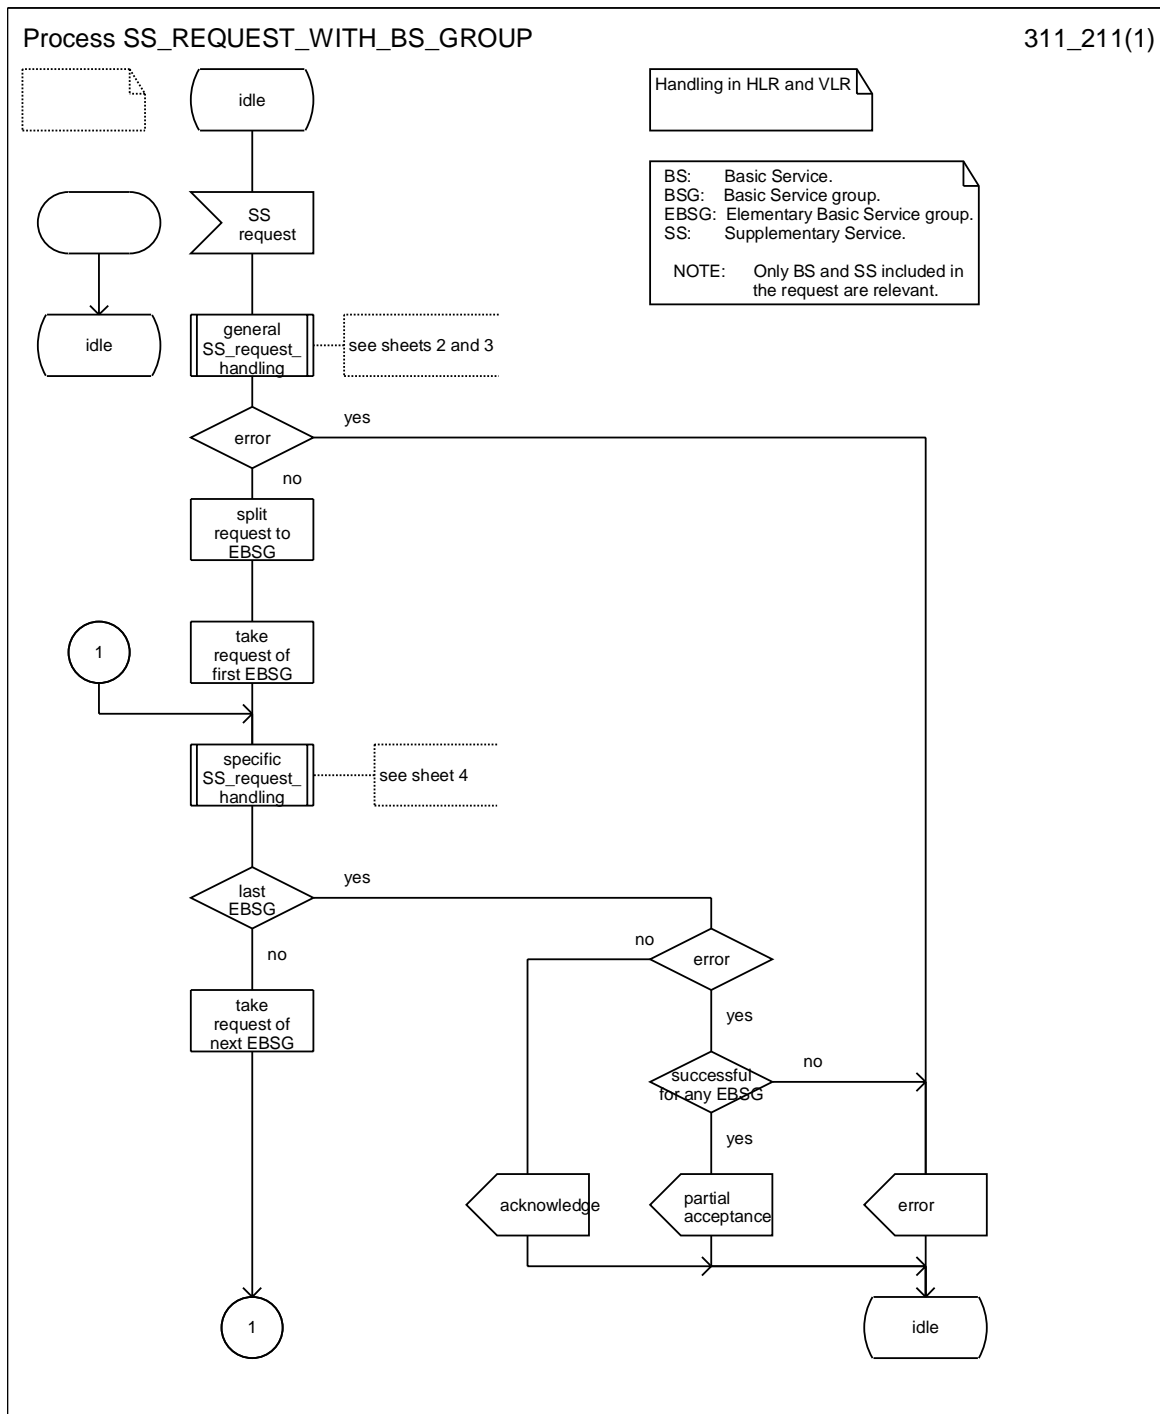 Process SS_REQUEST_WITH_BS_GROUP
311_211(1)
idle
Handling in HLR and VLR
BS: Basic Service.
BSG: Basic Service group.
EBSG: Elementary Basic Service group.
SS: Supplementary Service.
NOTE: Only BS and SS included in
the request are relevant.
SS
request
idle
general
SS_request_
handling
see sheets 2 and 3
error
yes
no
split
request to
EBSG
1
take
request of
first EBSG
specific
SS_request_
handling
see sheet 4
last
EBSG
yes
no
no
error
yes
take
request of
next EBSG
successful
for any EBSG
no
yes
acknowledge
partial
acceptance
error
1
idle